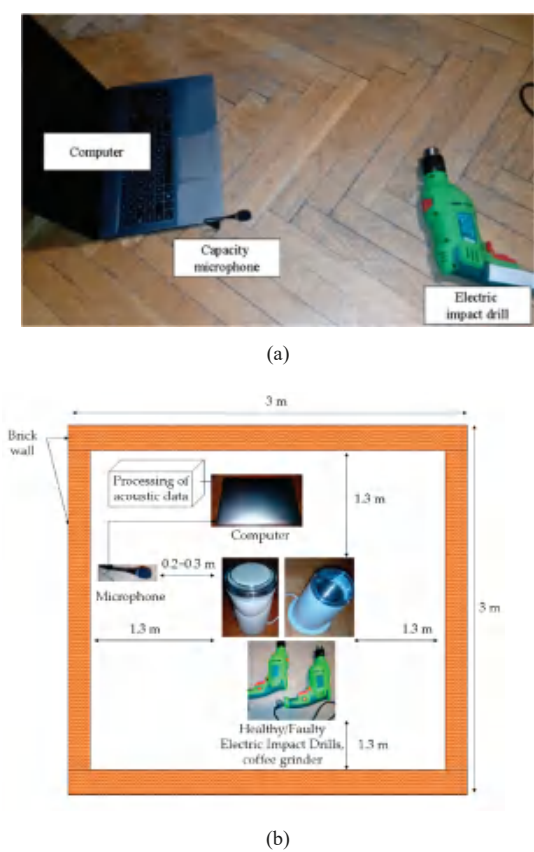 Computer
Capacity
microphone
Electric
impact drill
(a)
3 m
Brick
wall
Processing of
acoustic data
1.3 m
Computer
0.2–0.3 m
Microphone
3 m
1.3 m
1.3 m
Healthy/Faulty
Electric Impact Drills,
coffee grinder
1.3 m
(b)